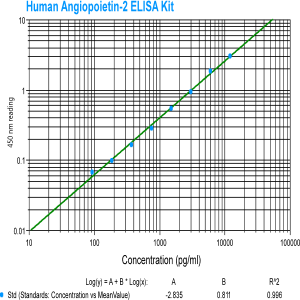 Human Angiopoietin-2 ELISA Kit
10
1
0.1
0.01
450 nm reading
10 100 1000 10000 100000
Concentration (pg/ml)
Log(y) = A + B * Log(x): A B R^2
Std (Standards: Concentration vs MeanValue) -2.835 0.811 0.996